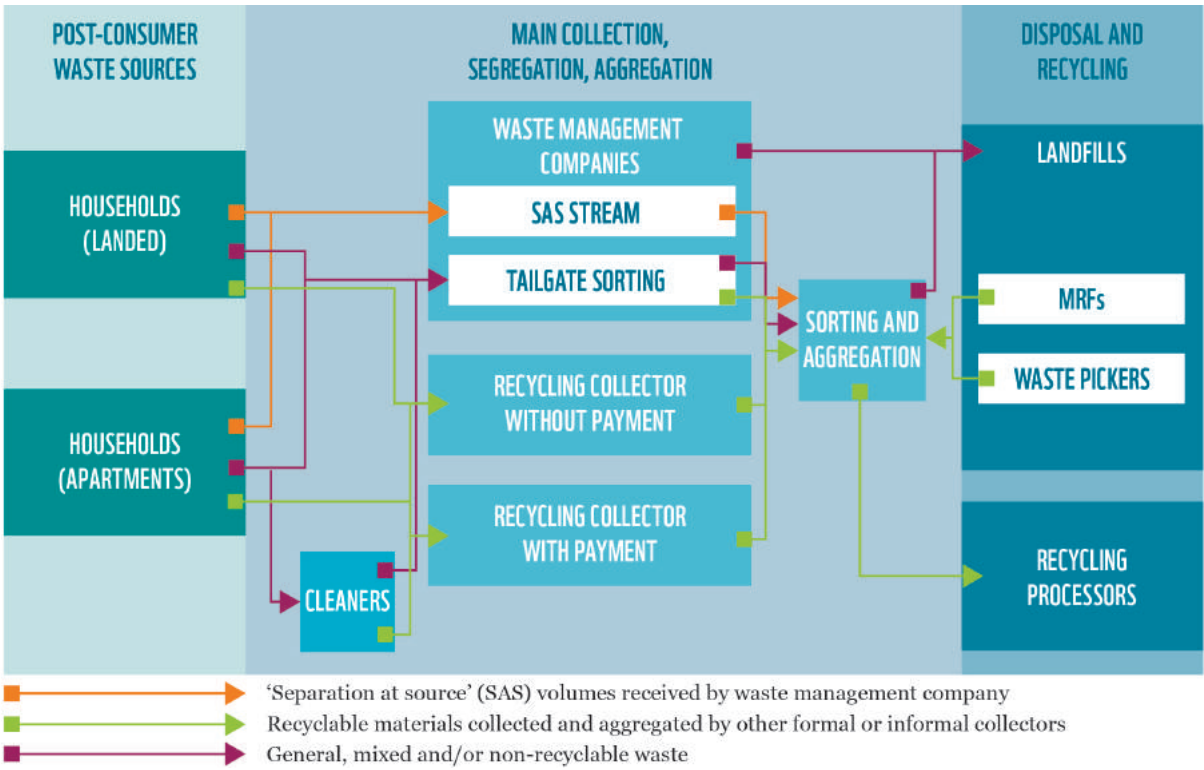 POST-CONSUMER
WASTE SOURCES
MAIN COLLECTION,
SEGREGATION, AGGREGATION
DISPOSAL AND
RECYCLING
HOUSEHOLDS
(LANDED)
HOUSEHOLDS
(APARTMENTS)
CLEANERS
WASTE MANAGEMENT
COMPANIES
SAS STREAM
TAILGATE SORTING
RECYCLING COLLECTOR
WITHOUT PAYMENT
RECYCLING COLLECTOR
WITH PAYMENT
SORTING AND
AGGREGATION
LANDFILLS
MRFs
WASTE PICKERS
RECYCLING
PROCESSORS
‘Separation at source’ (SAS) volumes received by waste management company
Recyclable materials collected and aggregated by other formal or informal collectors
General, mixed and/or non-recyclable waste